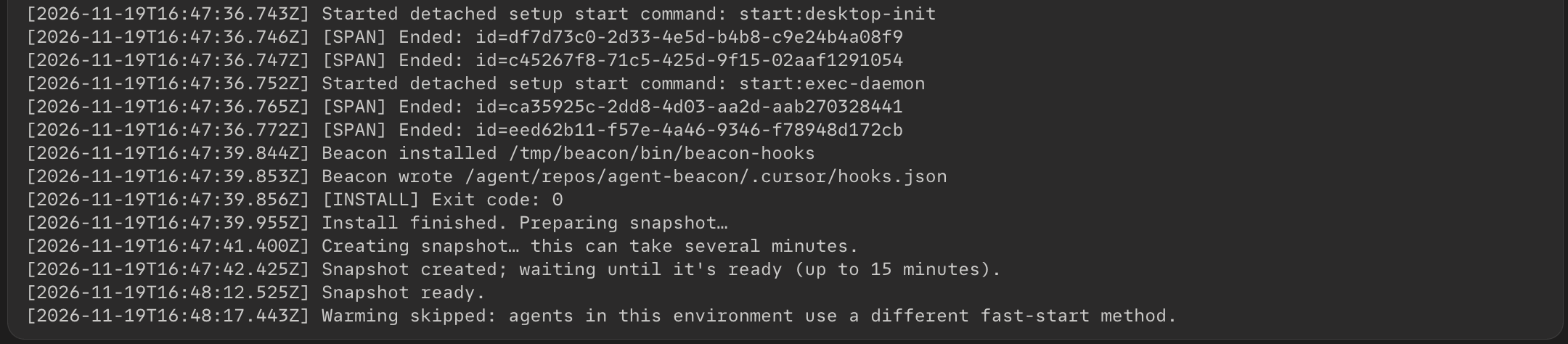 [2026-11-19T16:47:36.743Z] Started detached setup start command: start:desktop-init
[2026-11-19T16:47:36.746Z] [SPAN] Ended: id=df7d73c0-2d33-4e5d-b4b8-c9e24b4a08f9
[2026-11-19T16:47:36.747Z] [SPAN] Ended: id=c45267f8-71c5-425d-9f15-02aaf1291054
[2026-11-19T16:47:36.752Z] Started detached setup start command: start:exec-daemon
[2026-11-19T16:47:36.765Z] [SPAN] Ended: id=ca35925c-2dd8-4d03-aa2d-aab270328441
[2026-11-19T16:47:36.772Z] [SPAN] Ended: id=eed62b11-f57e-4a46-9346-f78948d172cb
[2026-11-19T16:47:39.844Z] Beacon installed /tmp/beacon/bin/beacon-hooks
[2026-11-19T16:47:39.853Z] Beacon wrote /agent/repos/agent-beacon/.cursor/hooks.json
[2026-11-19T16:47:39.856Z] [INSTALL] Exit code: 0
[2026-11-19T16:47:39.955Z] Install finished. Preparing snapshot…
[2026-11-19T16:47:41.400Z] Creating snapshot… this can take several minutes.
[2026-11-19T16:47:42.425Z] Snapshot created; waiting until it's ready (up to 15 minutes).
[2026-11-19T16:48:12.525Z] Snapshot ready.
[2026-11-19T16:48:17.443Z] Warming skipped: agents in this environment use a different fast-start method.